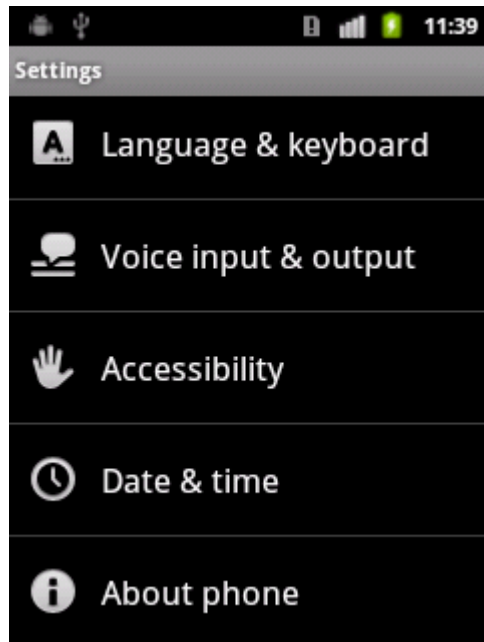 11:39
Settings
Language & keyboard
Voice input & output
Accessibility
Date & time
About phone